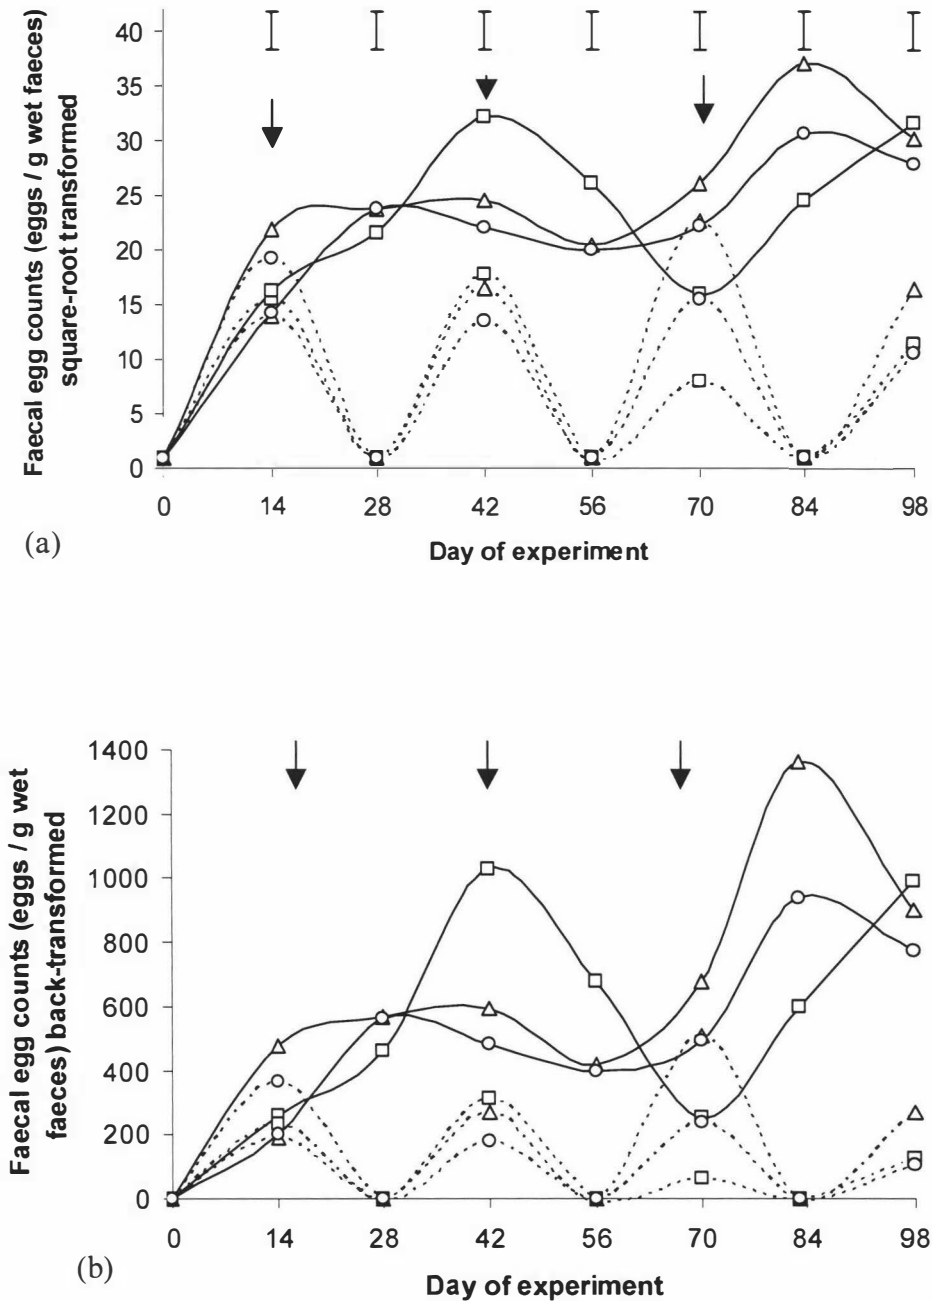 Faecal egg counts (eggs / g wet faeces)
square-root transformed
40
35
30
25
20
15
10
5
0
0 14 28 42 56 70 84 98
Day of experiment
(a)
Faecal egg counts (eggs / g wet
faeces) back-transformed
1400
1200
1000
800
600
400
200
0
0 14 28 42 56 70 84 98
Day of experiment
(b)